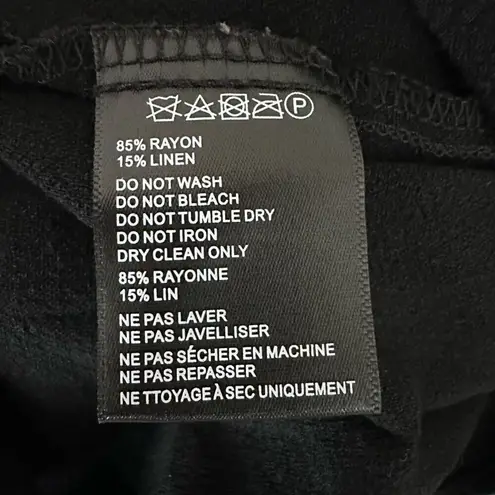 P
85% RAYON
15% LINEN
DO NOT WASH
DO NOT BLEACH
DO NOT TUMBLE DRY
DO NOT IRON
DRY CLEAN ONLY
85% RAYONNE
15% LIN
NE PAS LAVER
NE PAS JAVELLISER
NE PAS SÉCHER EN MACHINE
NE PAS REPASSER
NE TTOYAGE À SEC UNIQUEMENT